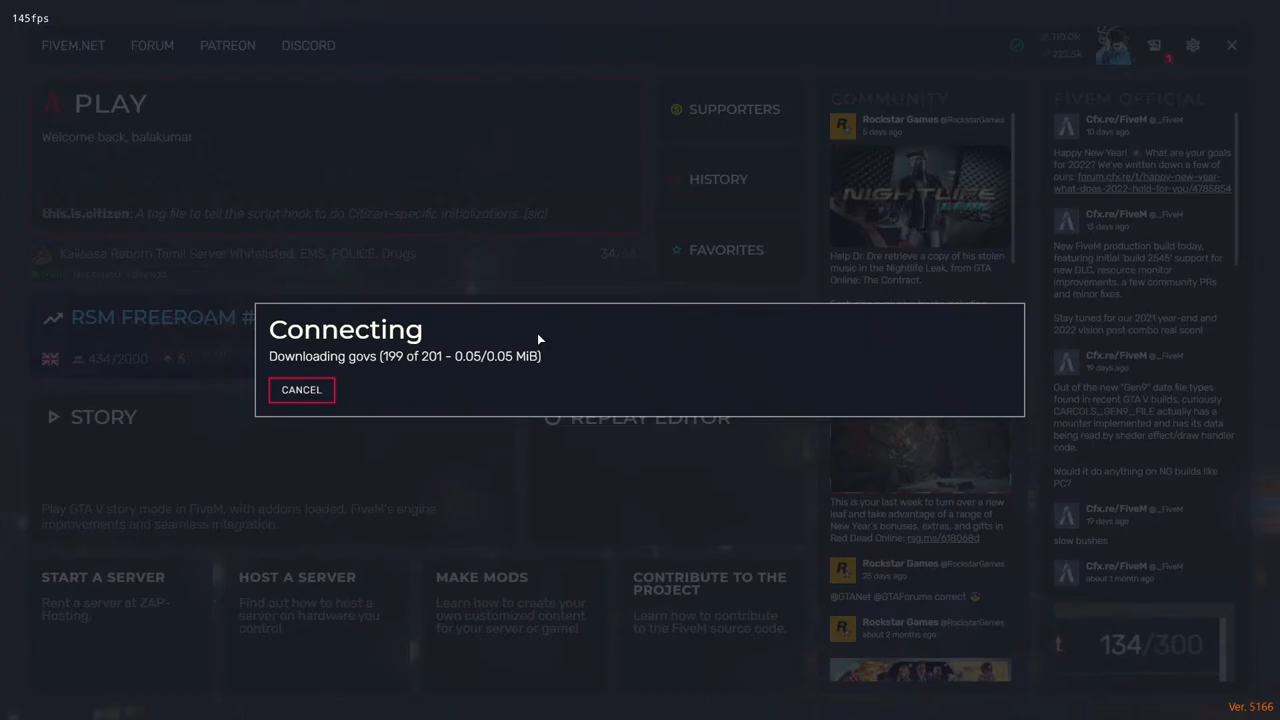 145fps
FIVEM.NET
FORUM
PATREON
DISCORD
110.0k
222.5k
1
PLAY
Welcome back, balakumar
this.is.citizen: A tag file to tell the script hook to do Citizen-specific initializations. [sic]
Kailaasa Reborn Tamil Server Whitelisted, EMS, POLICE, Drugs
RSM FREEROAM #
434/2000
6
SUPPORTERS
HISTORY
FAVORITES
Connecting
Downloading govs (199 of 201 - 0.05/0.05 MiB)
CANCEL
STORY
Play GTA V story mode in FiveM, with addons loaded, FiveM's engine
improvements and seamless integration.
REPLAY EDITOR
START A SERVER
Rent a server at ZAP-
Hosting.
HOST A SERVER
Find out how to host a
server on hardware you
control
MAKE MODS
Learn how to create your
own customized content
for your server or game!
CONTRIBUTE TO THE
PROJECT
Learn how to contribute
to the FiveM source code.
COMMUNITY
Rockstar Games @RockstarGames
5 days ago
NIGHTLIFE
LEAK
Help Dr. Dre retrieve a copy of his stolen
music in the Nightlife Leak, from GTA
Online: The Contract.
This is your last week to turn over a new
leaf and take advantage of a range of
New Year's bonuses, extras, and gifts in
Red Dead Online: rsg.ms/618068d
Rockstar Games @RockstarGames
25 days ago
@GTANet @GTAForums correct
Rockstar Games @RockstarGames
about 2 months ago
FIVEM OFFICIAL
Cfx.re/FiveM @_FiveM
10 days ago
Happy New Year! What are your goals
for 2022? We've written down a few of
ours: forum.cfx.re/t/happy-new-year-
what-does-2022-hold-for-you/4785854
Cfx.re/FiveM @_FiveM
13 days ago
New FiveM production build today,
featuring initial 'build 2545' support for
new DLC, resource monitor
improvements, a few community PRs
and minor fixes.
Stay tuned for our 2021 year-end and
2022 vision post combo real soon!
Cfx.re/FiveM @_FiveM
19 days ago
Out of the new "Gen9" data file types
found in recent GTA V builds, curiously
CARCOLS_GEN9_FILE actually has a
mounter implemented and has its data
being read by shader effect/draw handler
code.
Would it do anything on NG builds like
PC?
Cfx.re/FiveM @_FiveM
19 days ago
slow bushes
Cfx.re/FiveM @_FiveM
about 1 month ago
t 134/300
Ver. 5166